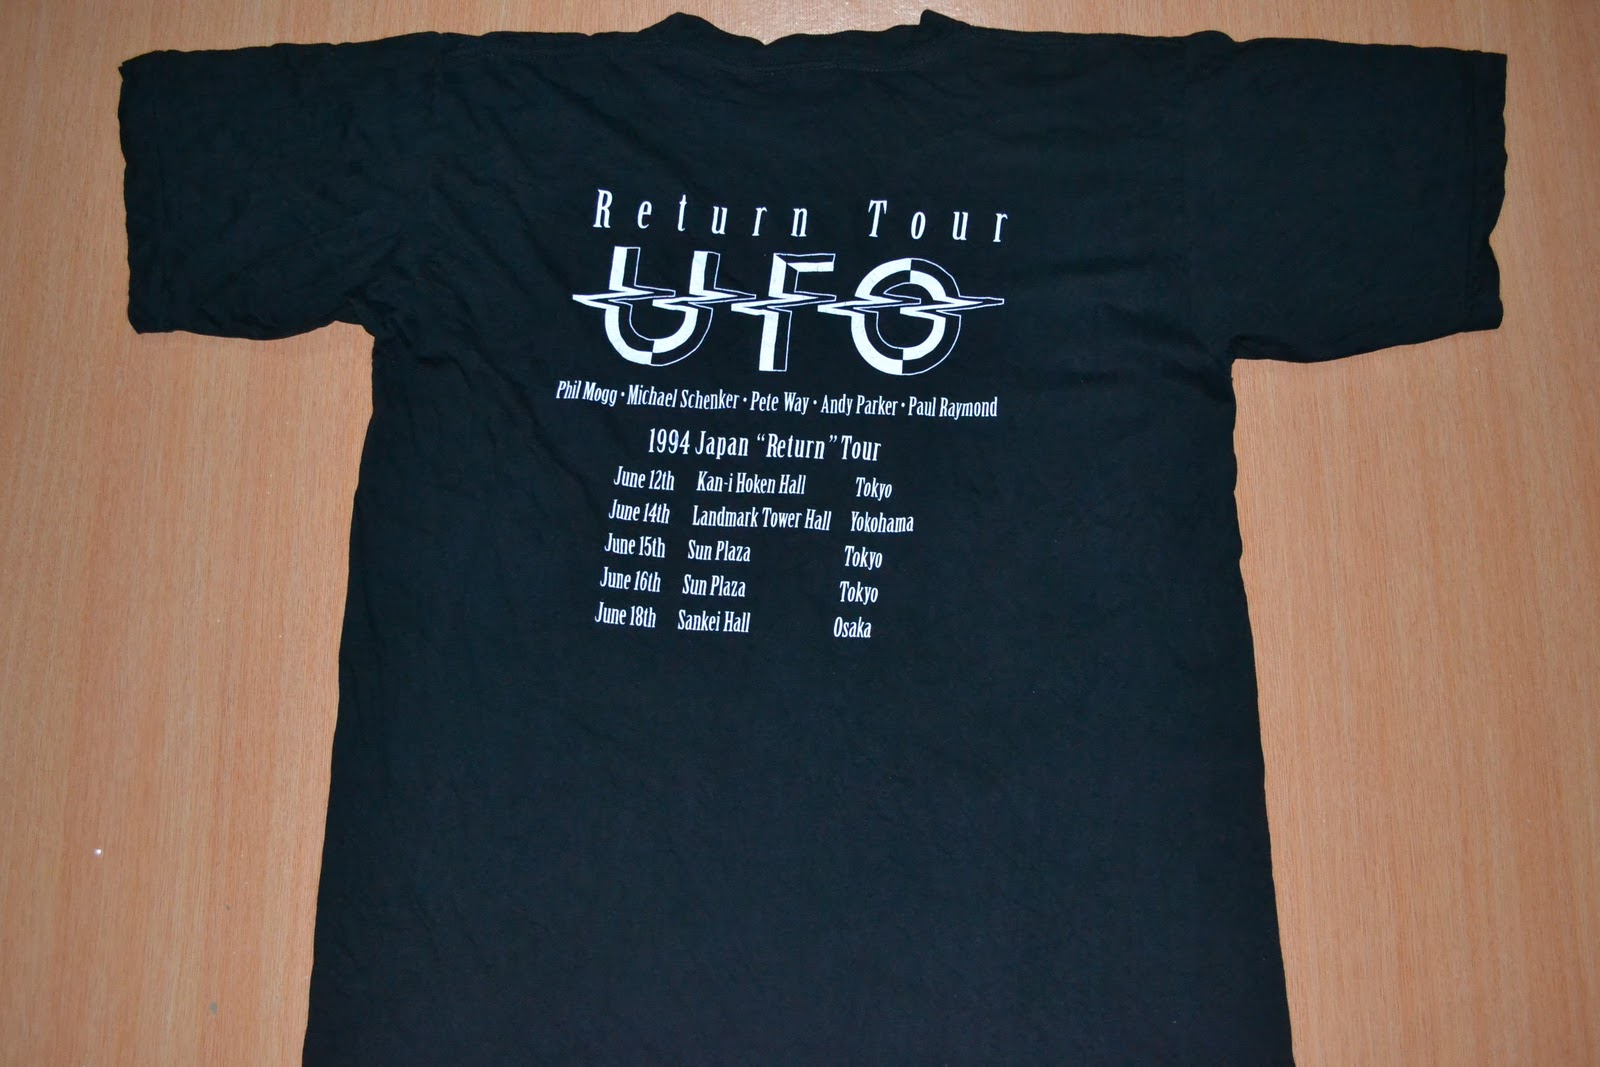 Return Tour
UFO
Phil Mogg • Michael Schenker • Pete Way • Andy Parker • Paul Raymond
1994 Japan “Return” Tour
June 12th Kan-i Hoken Hall Tokyo
June 14th Landmark Tower Hall Yokohama
June 15th Sun Plaza Tokyo
June 16th Sun Plaza Tokyo
June 18th Sankei Hall Osaka